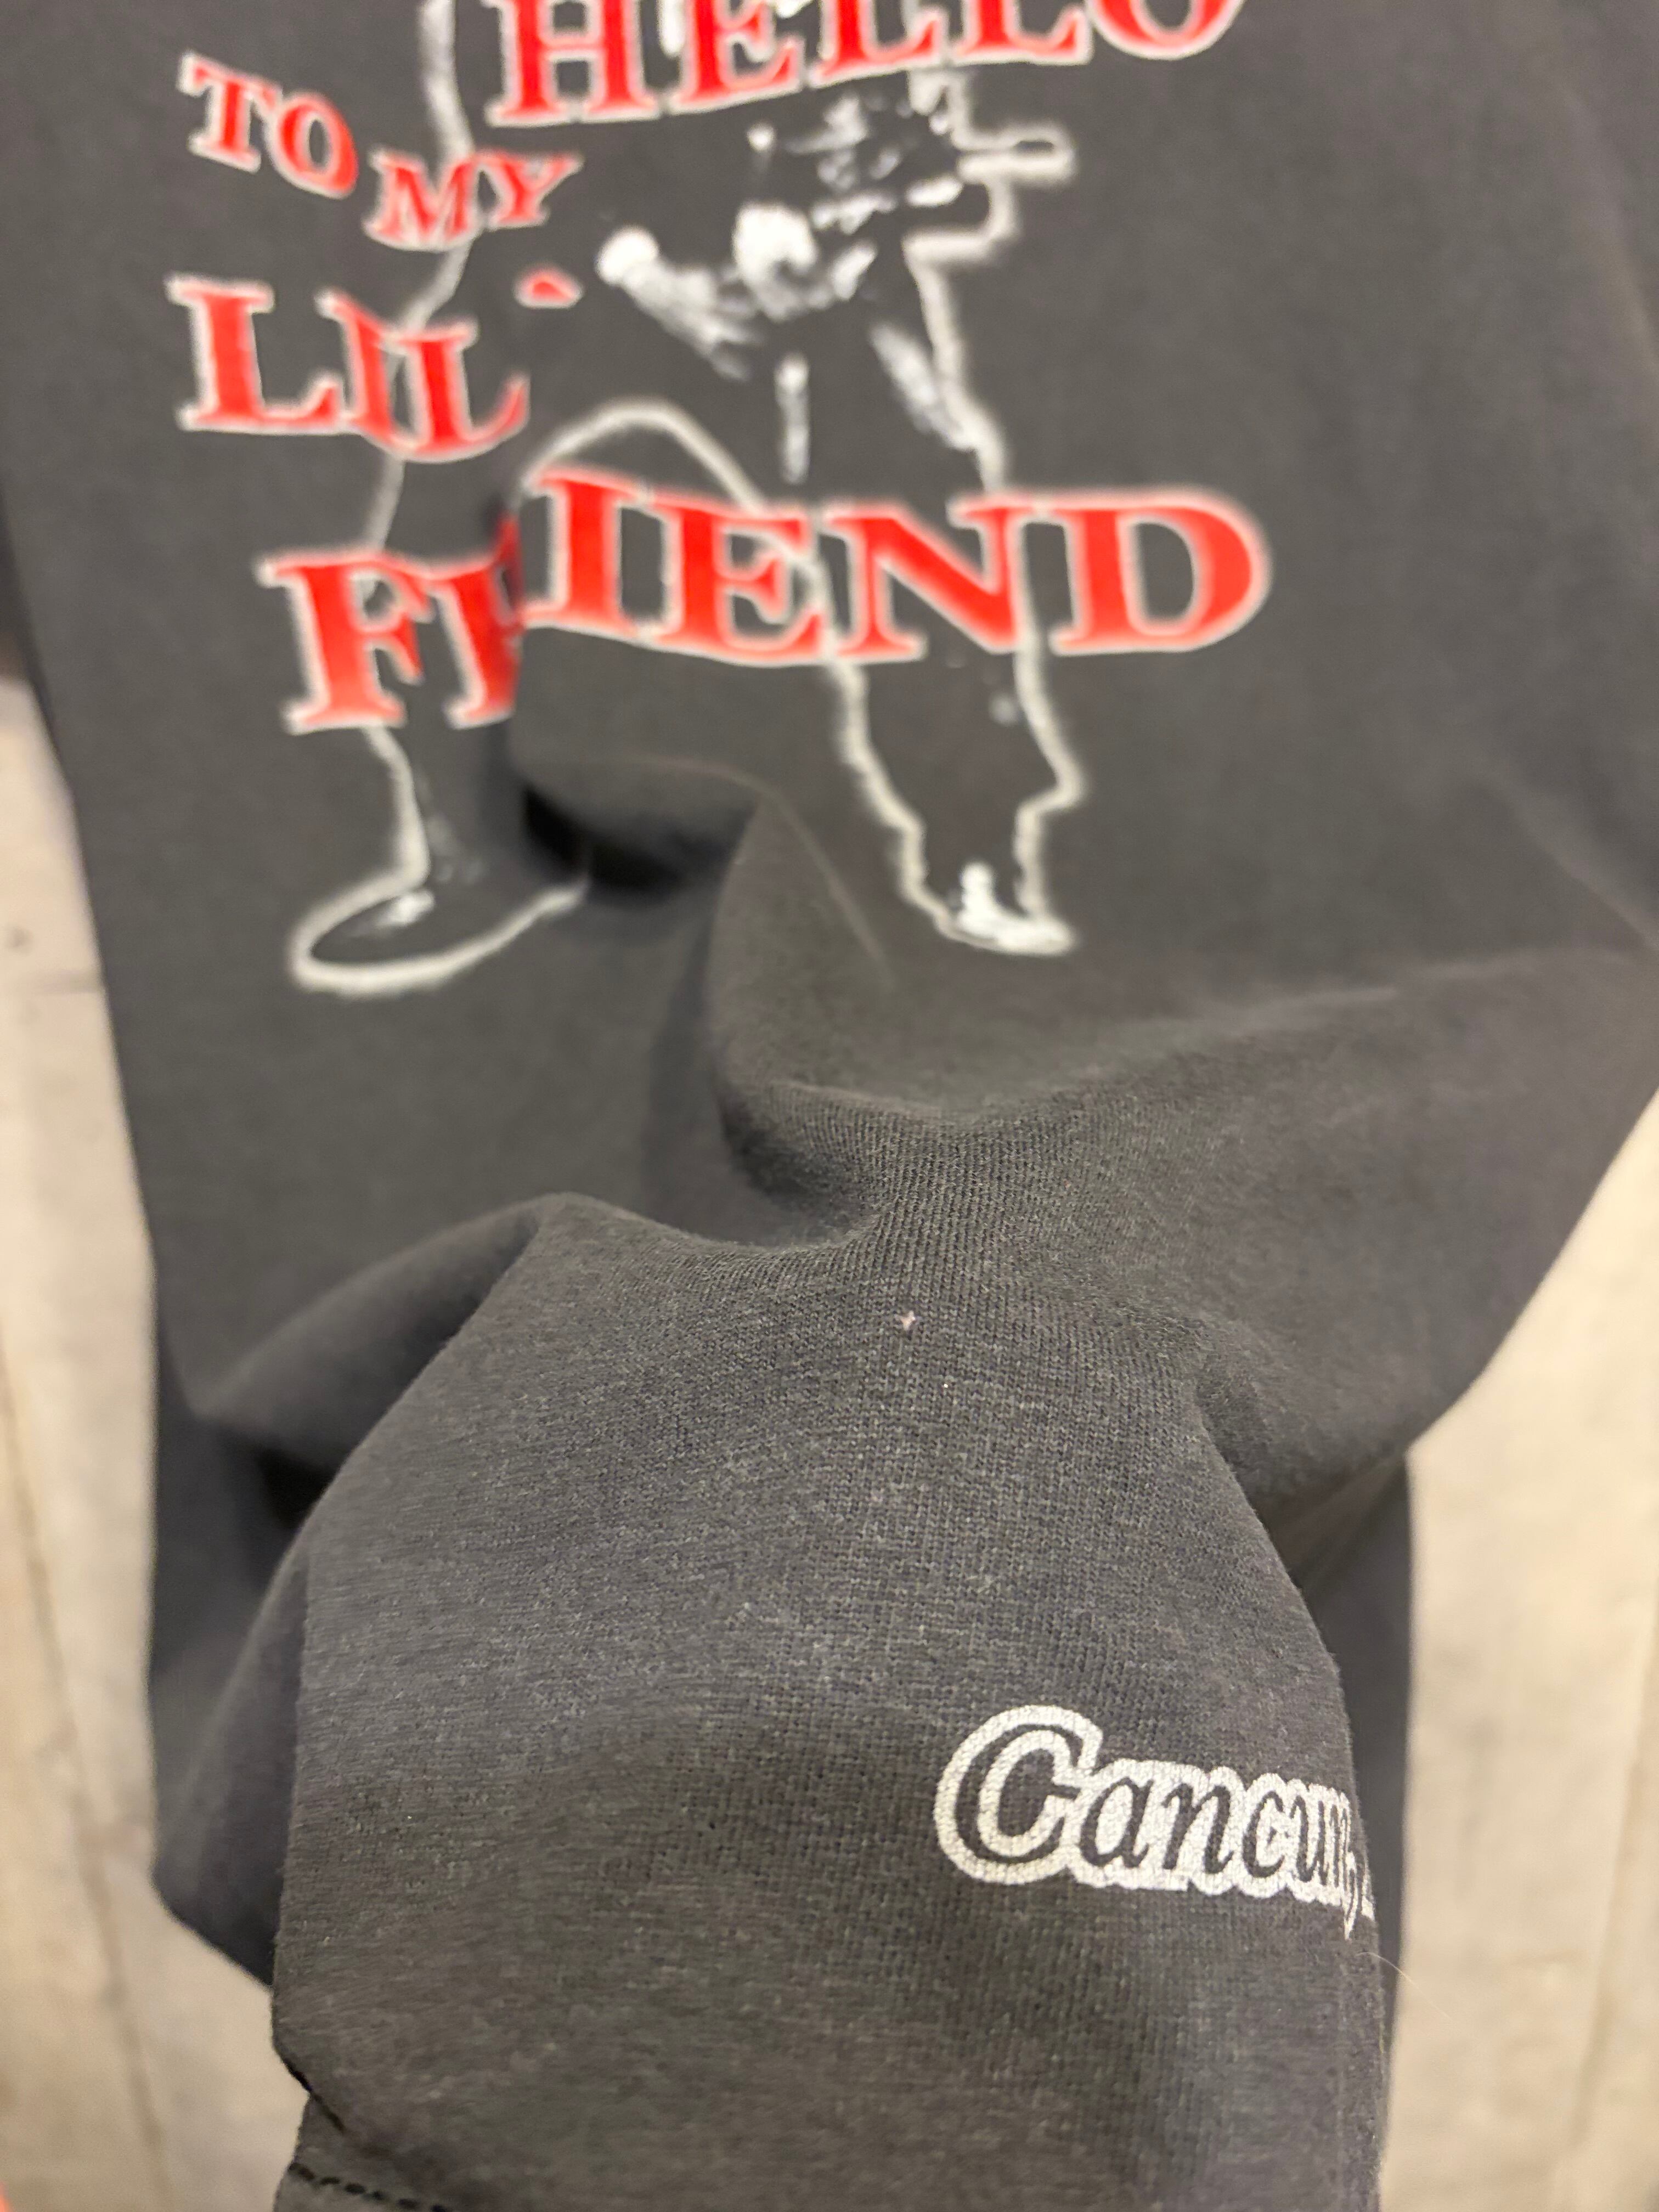 HELLO
TO MY
LIL'
FRIEND
Cancun,